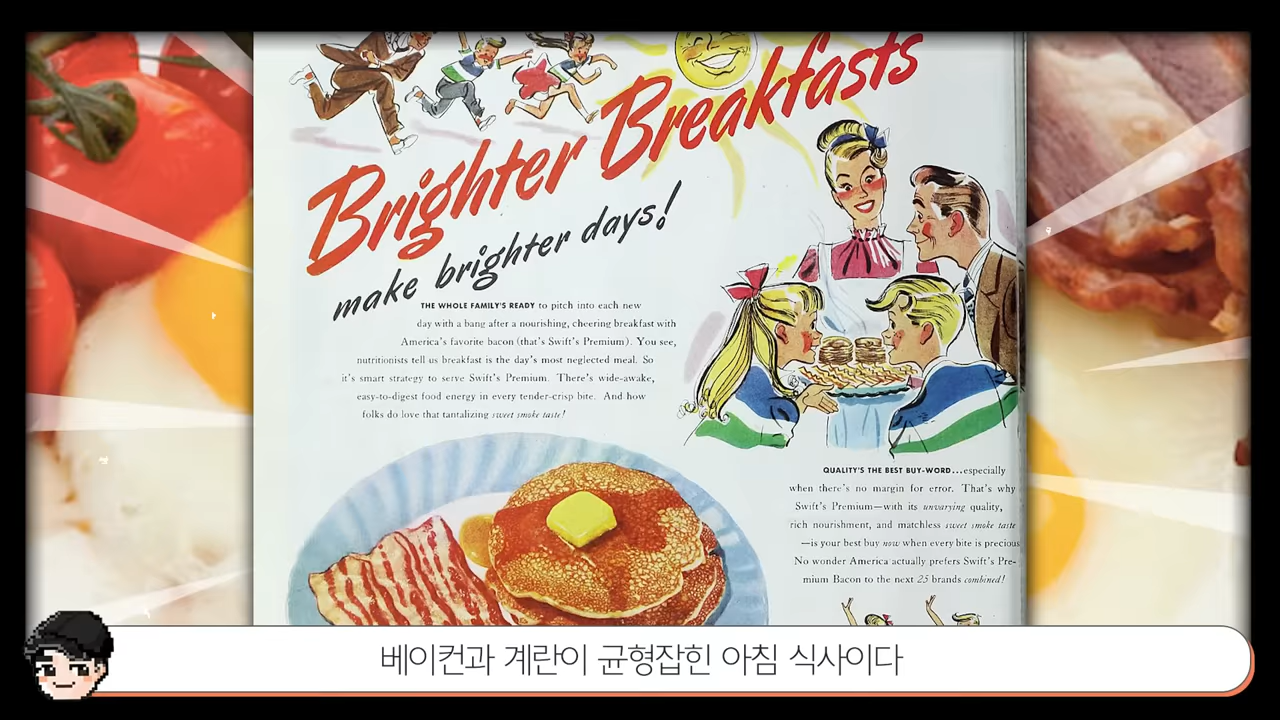 Brighter Breakfasts
make brighter days!
THE WHOLE FAMILY'S READY to pitch into each new
day with a bang after a nourishing, cheering breakfast with
America's favorite bacon (that's Swift's Premium). You see,
nutritionists tell us breakfast is the day's most neglected meal. So
it's smart strategy to serve Swift's Premium. There's wide-awake,
easy-to-digest food energy in every tender-crisp bite. And how
folks do love that tantalizing sweet smoke taste!
QUALITY'S THE BEST BUY-WORD...especially
when there's no margin for error. That's why
Swift's Premium—with its unvarying quality,
rich nourishment, and matchless sweet smoke taste
—is your best buy now when every bite is precious
No wonder America actually prefers Swift's Pre-
mium Bacon to the next 25 brands combined!
베이컨과 계란이 균형잡힌 아침 식사이다